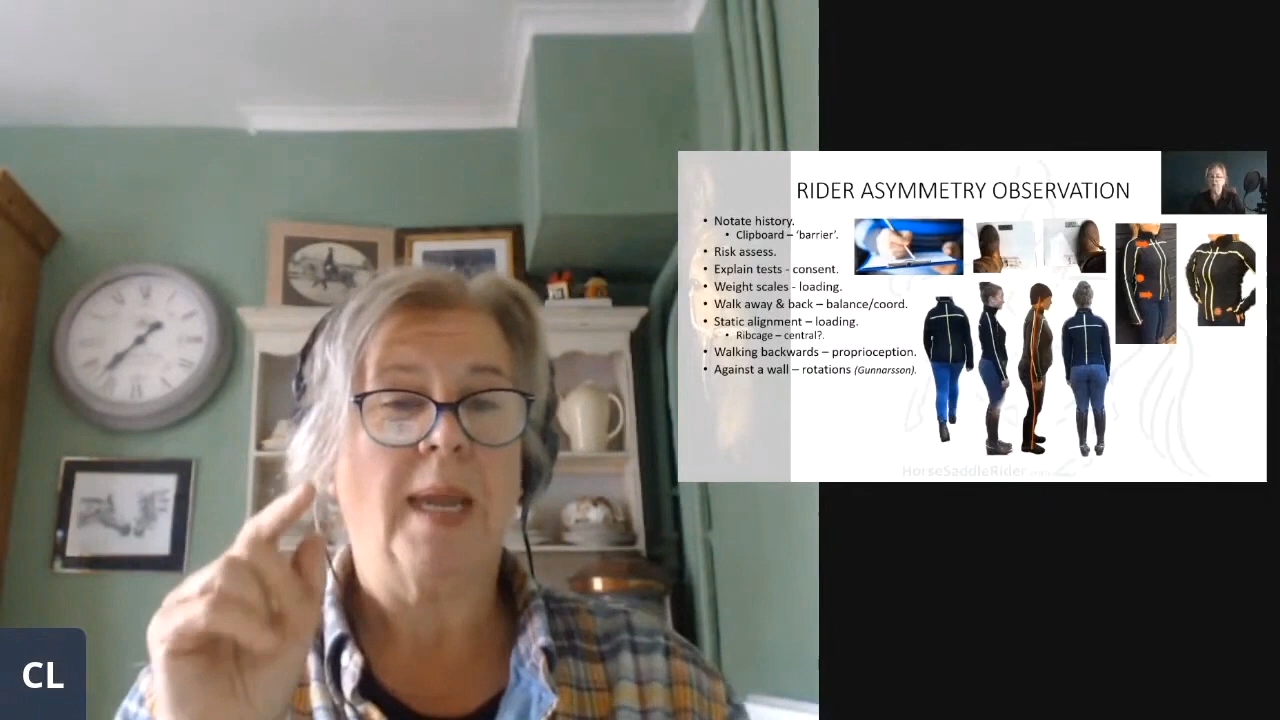 RIDER ASYMMETRY OBSERVATION
• Notate history.
• Clipboard – ‘barrier’.
• Risk assess.
• Explain tests - consent.
• Weight scales - loading.
• Walk away & back – balance/coord.
• Static alignment – loading.
• Ribcage – central?.
• Walking backwards – proprioception.
• Against a wall – rotations (Gunnarsson).
HorseSaddleRider
CL